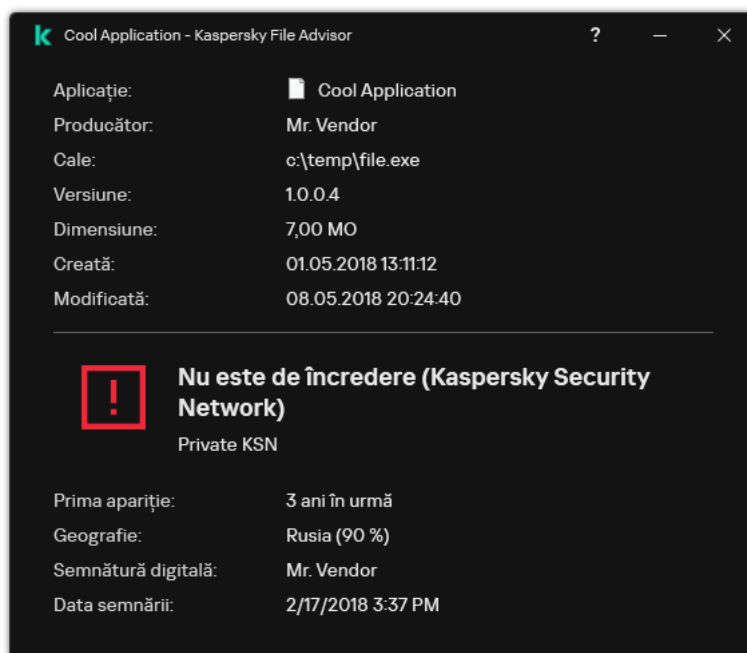 Cool Application - Kaspersky File Advisor ?
Aplicație: Cool Application
Producător: Mr. Vendor
Cale: c:\temp\file.exe
Versiune: 1.0.0.4
Dimensiune: 7,00 MO
Creată: 01.05.2018 13:11:12
Modificată: 08.05.2018 20:24:40
Nu este de încredere (Kaspersky Security
Network)
Private KSN
Prima apariție: 3 ani în urmă
Geografie: Rusia (90 %)
Semnătură digitală: Mr. Vendor
Data semnării: 2/17/2018 3:37 PM